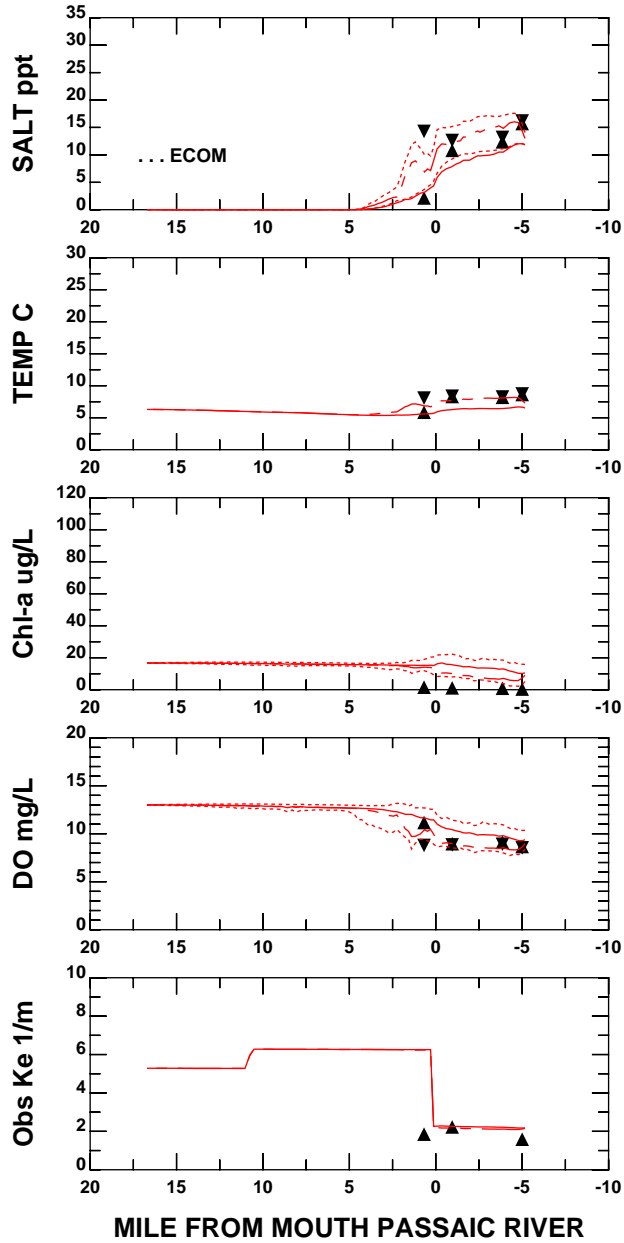 SALT ppt
35
30
25
20
15
10
5
0
. . . ECOM
20 15 10 5 0 -5 -10
TEMP C
30
25
20
15
10
5
0
20 15 10 5 0 -5 -10
Chl-a ug/L
120
100
80
60
40
20
0
20 15 10 5 0 -5 -10
DO mg/L
20
15
10
5
0
20 15 10 5 0 -5 -10
Obs Ke 1/m
10
8
6
4
2
0
20 15 10 5 0 -5 -10
MILE FROM MOUTH PASSAIC RIVER